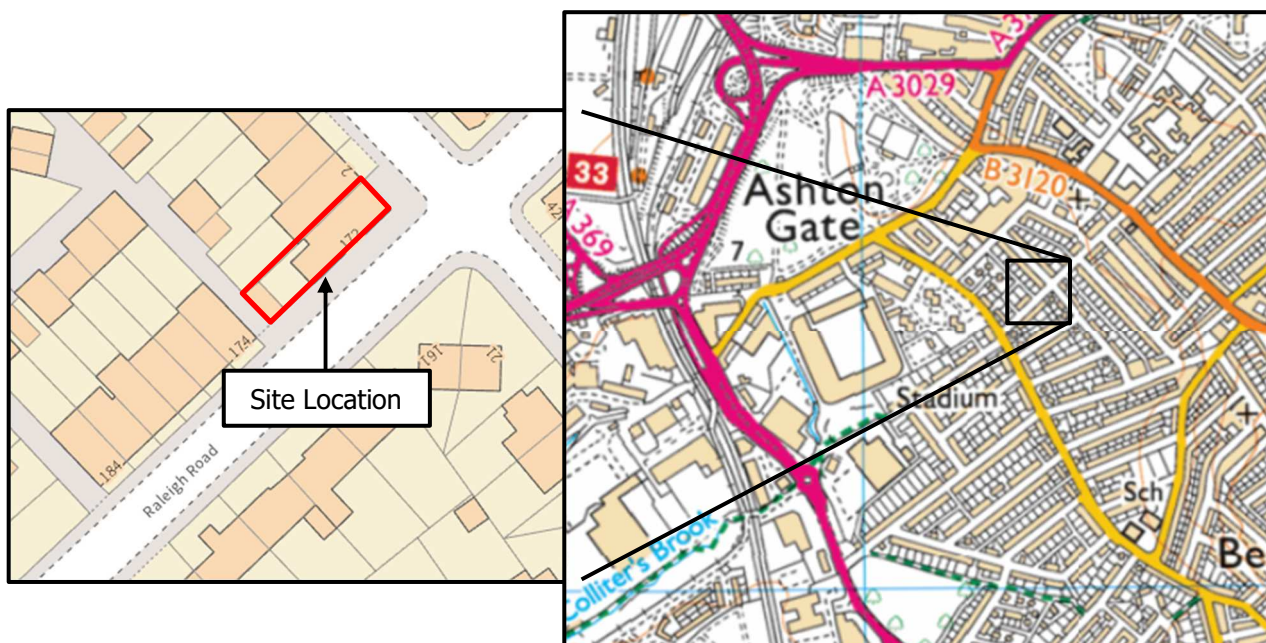 2
172
42
174
161
21
Site Location
184
Raleigh Road
A 3029
33
B 3120
Ashton
Gate
A 369
7
Stadium
Sch
Colliter's Brook
Be